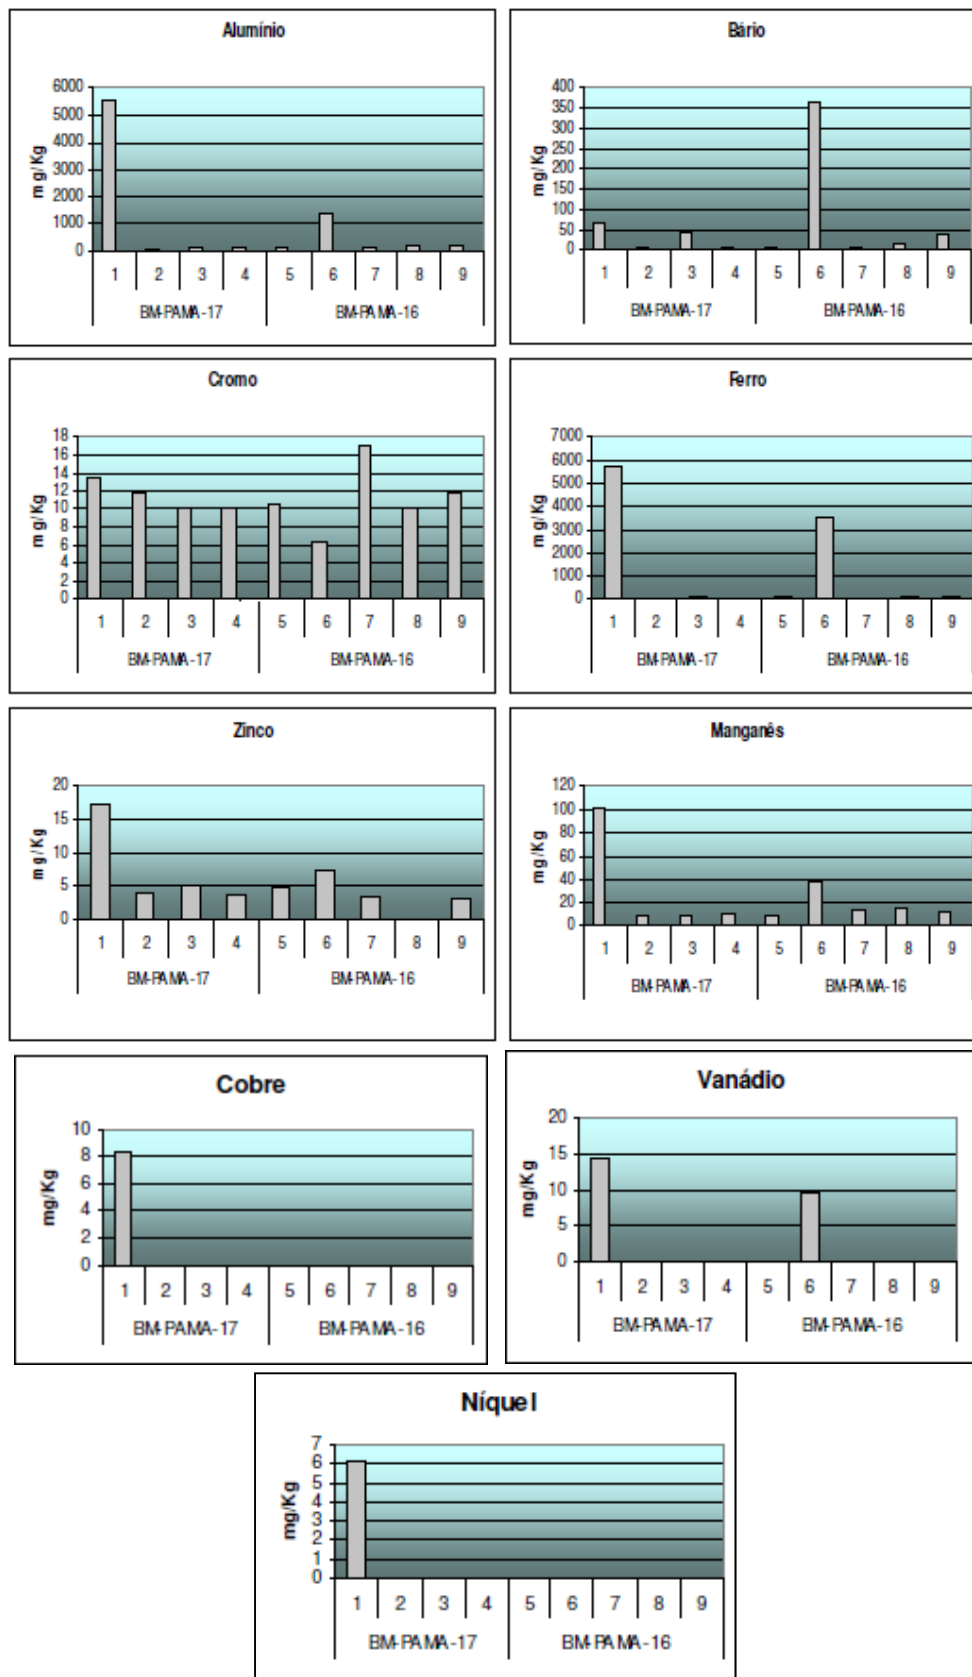 Alumínio
mg/Kg
6000
5000
4000
3000
2000
1000
0
1 2 3 4 5 6 7 8 9
BM-PAMA-17 BM-PAMA-16
Bário
mg/Kg
400
350
300
250
200
150
100
50
0
1 2 3 4 5 6 7 8 9
BM-PAMA-17 BM-PAMA-16
Cromo
mg/Kg
18
16
14
12
10
8
6
4
2
0
1 2 3 4 5 6 7 8 9
BM-PAMA-17 BM-PAMA-16
Ferro
mg/Kg
7000
6000
5000
4000
3000
2000
1000
0
1 2 3 4 5 6 7 8 9
BM-PAMA-17 BM-PAMA-16
Zinco
mg/Kg
20
15
10
5
0
1 2 3 4 5 6 7 8 9
BM-PAMA-17 BM-PAMA-16
Manganês
mg/Kg
120
100
80
60
40
20
0
1 2 3 4 5 6 7 8 9
BM-PAMA-17 BM-PAMA-16
Cobre
mg/Kg
10
8
6
4
2
0
1 2 3 4 5 6 7 8 9
BM-PAMA-17 BM-PAMA-16
Vanádio
mg/Kg
20
15
10
5
0
1 2 3 4 5 6 7 8 9
BM-PAMA-17 BM-PAMA-16
Níquel
mg/Kg
7
6
5
4
3
2
1
0
1 2 3 4 5 6 7 8 9
BM-PAMA-17 BM-PAMA-16